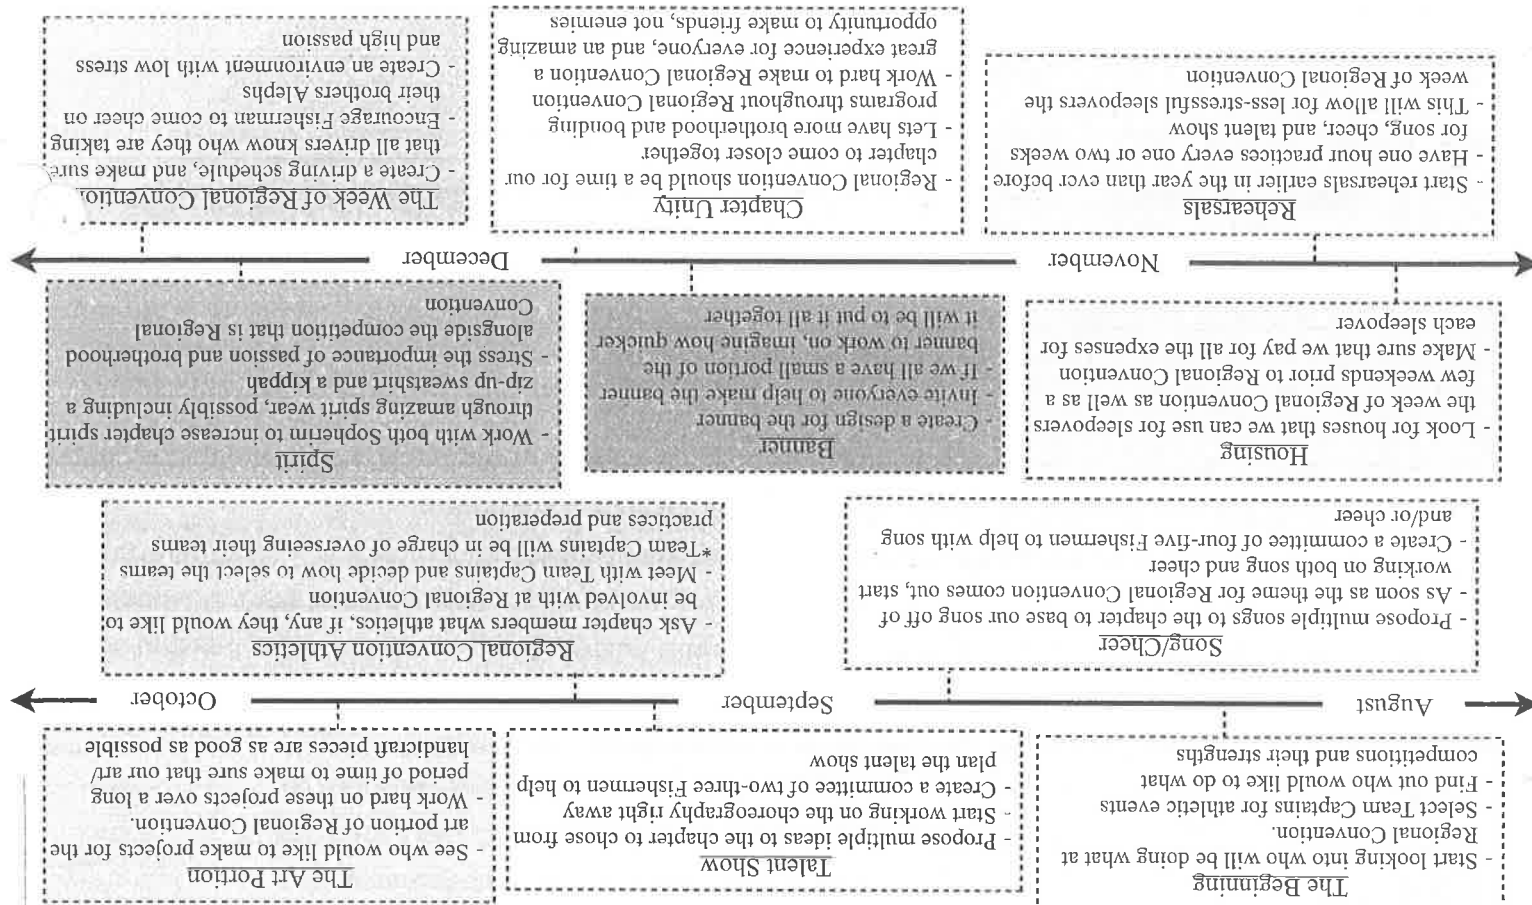 The Beginning
- Start looking into who will be doing what at
Regional Convention.
- Select Team Captains for athletic events
- Find out who would like to do what
competitions and their strengths
Talent Show
- Propose multiple ideas to the chapter to chose from
- Start working on the choreography right away
- Create a committee of two-three Fishermen to help
plan the talent show
The Art Portion
- See who would like to make projects for the
art portion of Regional Convention.
- Work hard on these projects over a long
period of time to make sure that our art/
handicraft pieces are as good as possible
August
September
October
Song/Cheer
- Propose multiple songs to the chapter to base our song off of
- As soon as the theme for Regional Convention comes out, start
working on both song and cheer
- Create a committee of four-five Fishermen to help with song
and/or cheer
Regional Convention Athletics
- Ask chapter members what athletics, if any, they would like to
be involved with at Regional Convention
- Meet with Team Captains and decide how to select the teams
*Team Captains will be in charge of overseeing their teams
practices and preperation
Housing
- Look for houses that we can use for sleepovers
the week of Regional Convention as well as a
few weekends prior to Regional Convention
- Make sure that we pay for all the expenses for
each sleepover
Banner
- Create a design for the banner
- Invite everyone to help make the banner
- If we all have a small portion of the
banner to work on, imagine how quicker
it will be to put it all together
Spirit
- Work with both Sopherim to increase chapter spirit
through amazing spirit wear, possibly including a
zip-up sweatshirt and a kippah
- Stress the importance of passion and brotherhood
alongside the competition that is Regional
Convention
November
December
Rehearsals
- Start rehearsals earlier in the year than ever before
- Have one hour practices every one or two weeks
for song, cheer, and talent show
- This will allow for less-stressful sleepovers the
week of Regional Convention
Chapter Unity
- Regional Convention should be a time for our
chapter to come closer together
- Lets have more brotherhood and bonding
programs throughout Regional Convention
- Work hard to make Regional Convention a
great experience for everyone, and an amazing
opportunity to make friends, not enemies
The Week of Regional Convention
- Create a driving schedule, and make sure
that all drivers know who they are taking
- Encourage Fisherman to come cheer on
their brothers Alephs
- Create an environment with low stress
and high passion